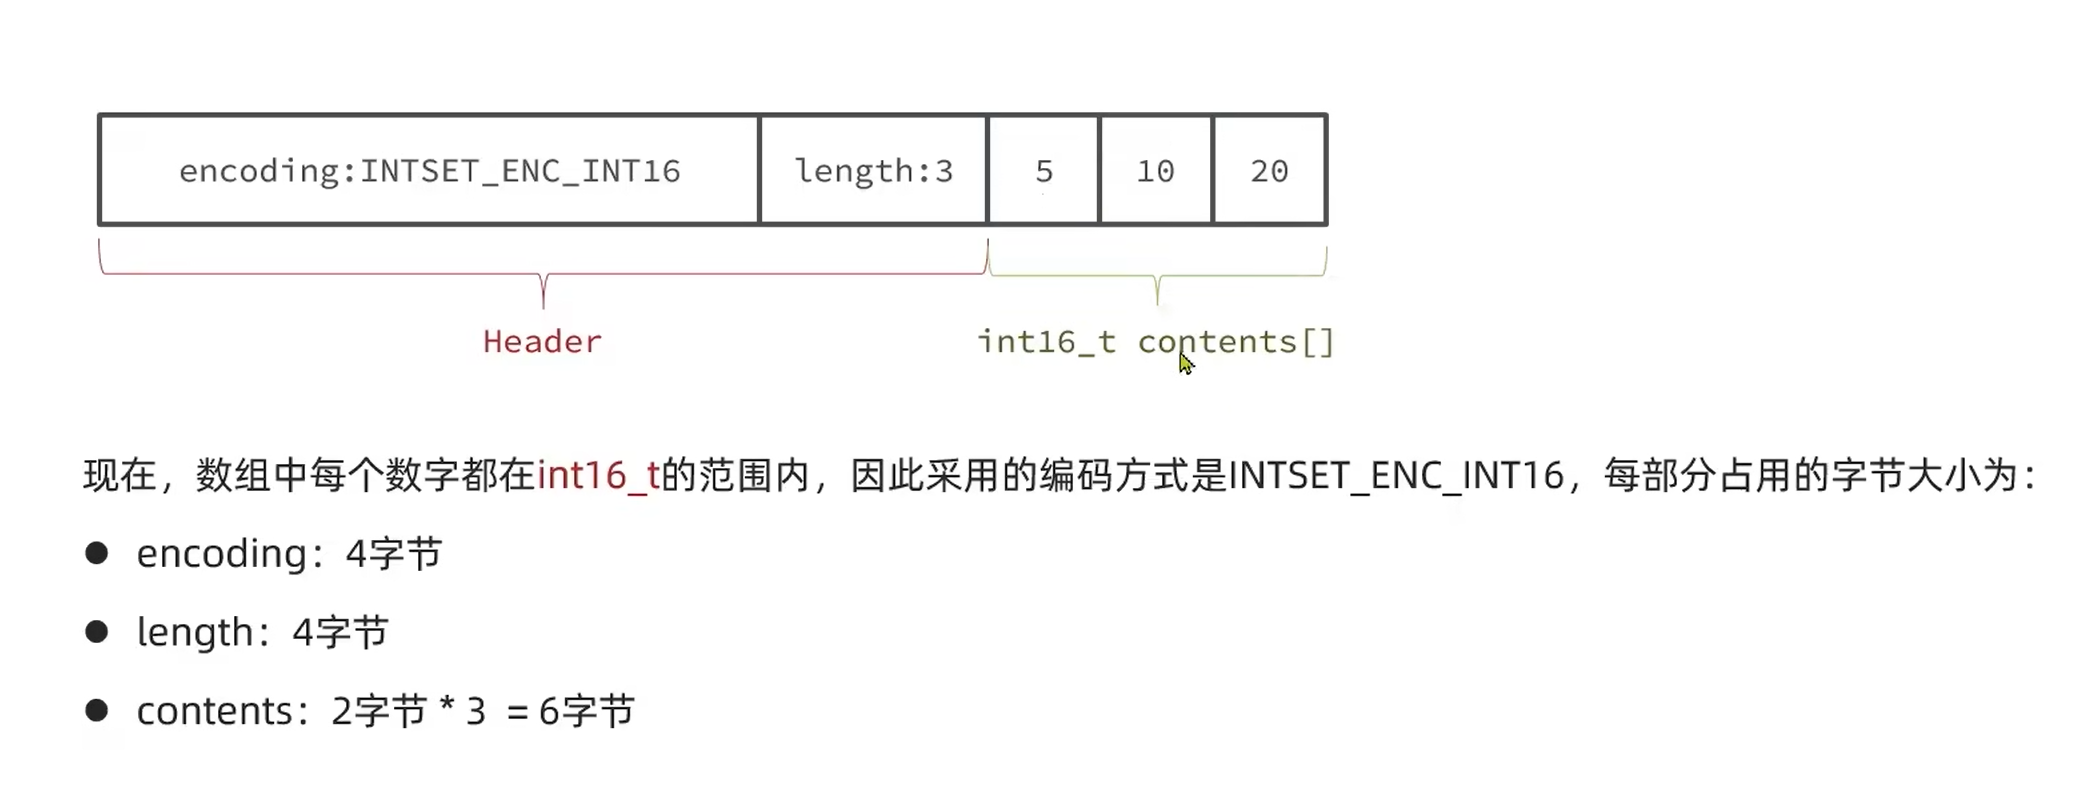 encoding:INTSET_ENC_INT16 length:3 5 10 20
Header int16_t contents[]
现在，数组中每个数字都在int16_t的范围内，因此采用的编码方式是INTSET_ENC_INT16，每部分占用的字节大小为：
● encoding：4字节
● length：4字节
● contents：2字节 * 3 = 6字节